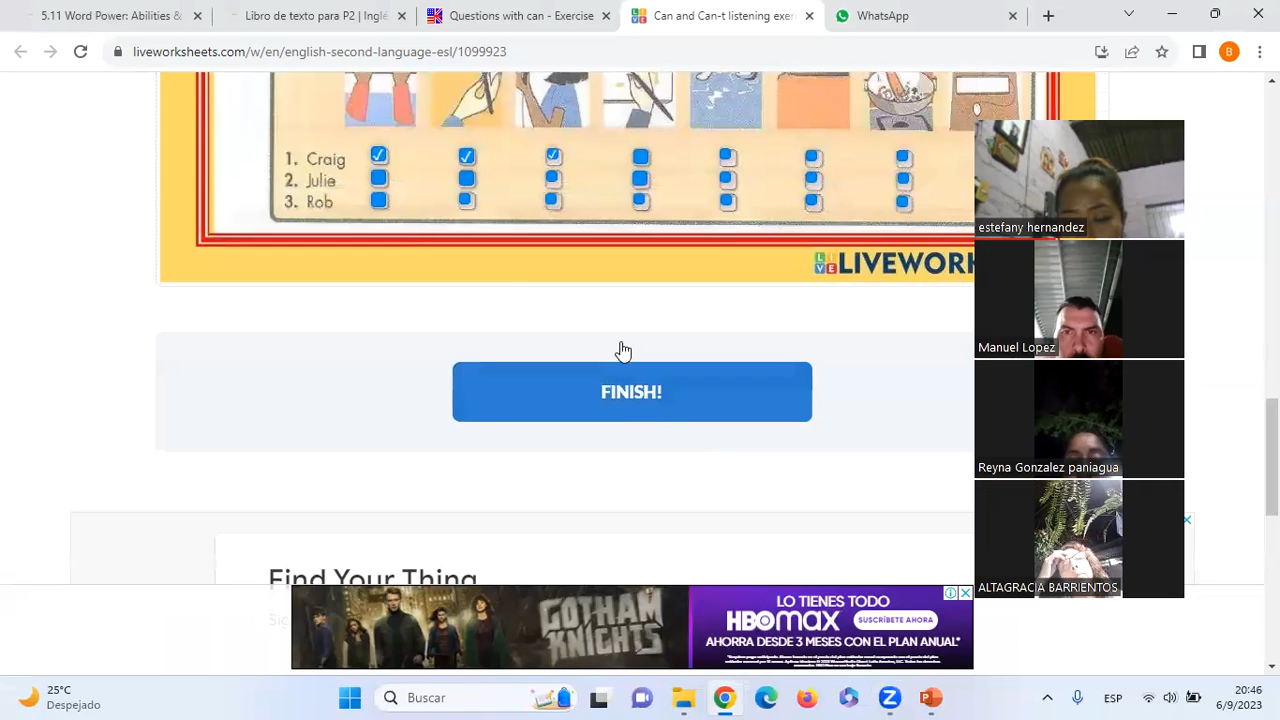 5.11 Word Power Abilities &
Libro de texto para P2 | Inglé
Questions with can - Exercise
Can and Can-t listening exer
WhatsApp
liveworksheets.com/w/en/english-second-language-esl/1099923
B
1. Craig
2. Julie
3. Rob
LIVEWORK
FINISH!
Find Your Thing
GOTHAM KNIGHTS
LO TIENES TODO
HBOMAX SUSCRÍBETE AHORA
AHORA DESDE 3 MESES CON EL PLAN ANUAL*
estefany hernandez
Manuel Lopez
Reyna Gonzalez paniagua
ALTAGRACIA BARRIENTOS
25°C
Despejado
Buscar
ESP
20:46
6/9/2023